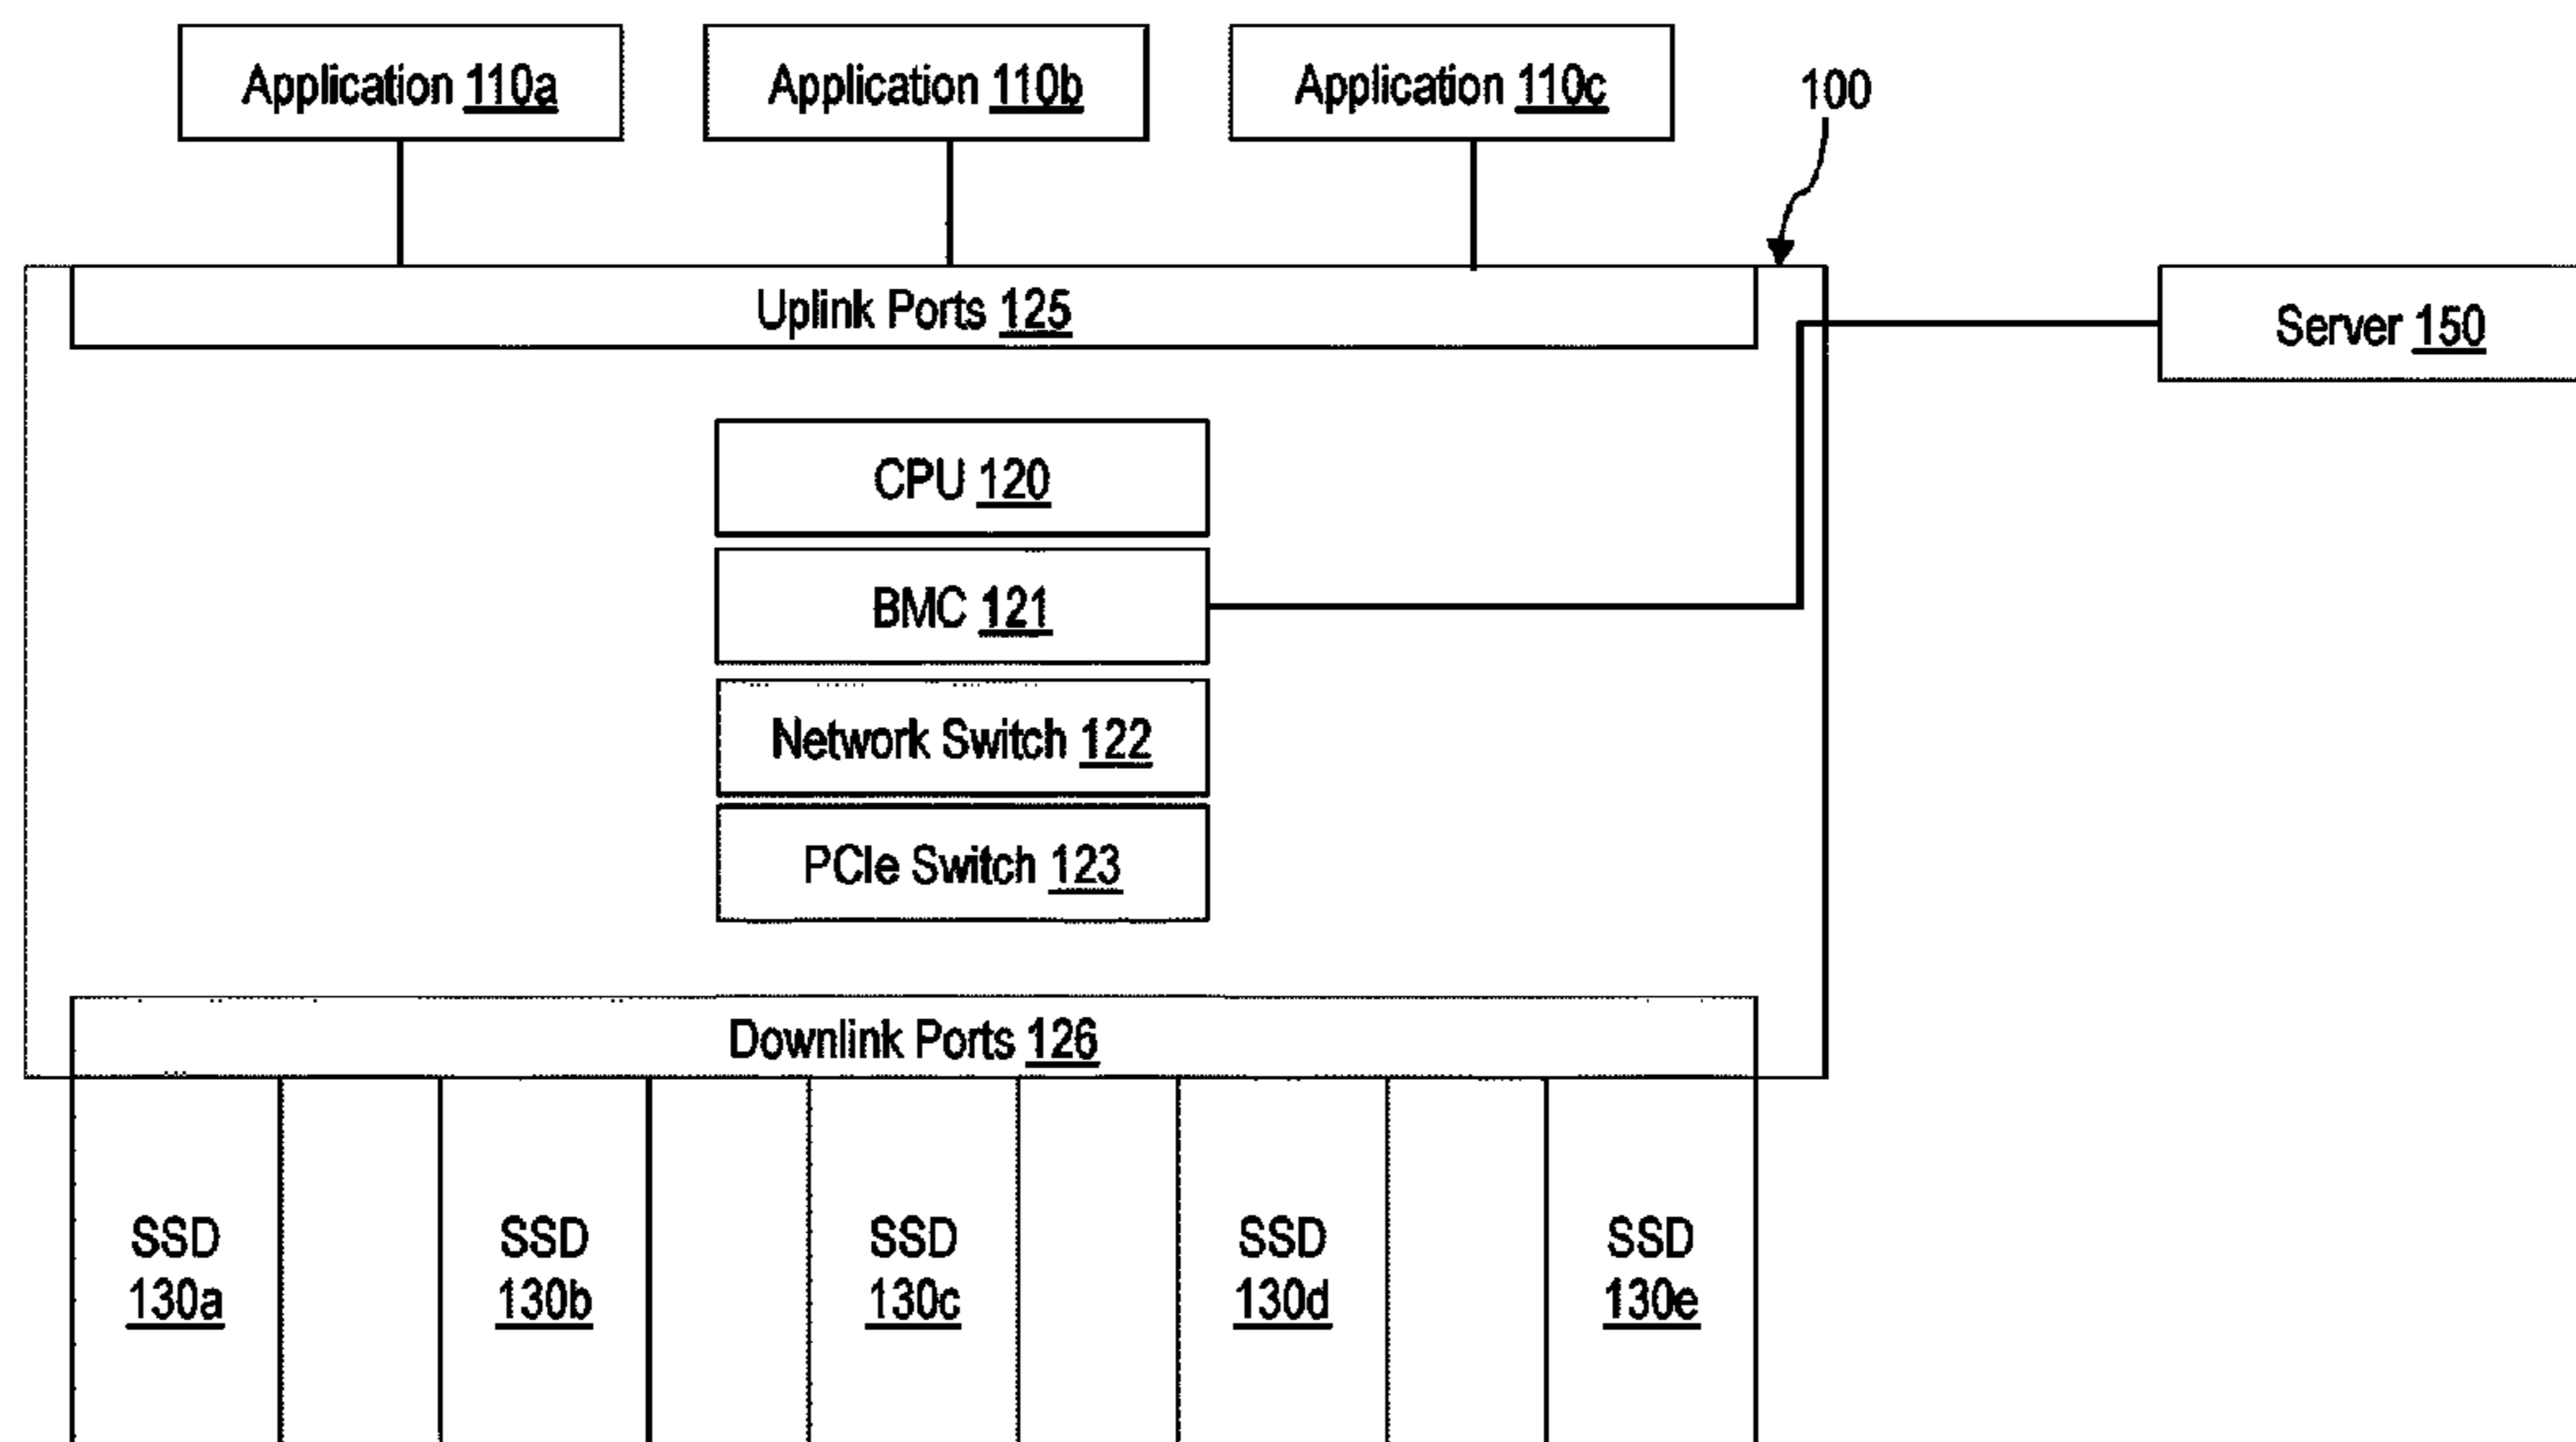 Application 110a
Application 110b
Application 110c
100
Uplink Ports 125
Server 150
CPU 120
BMC 121
Network Switch 122
PCIe Switch 123
Downlink Ports 126
SSD
130a
SSD
130b
SSD
130c
SSD
130d
SSD
130e